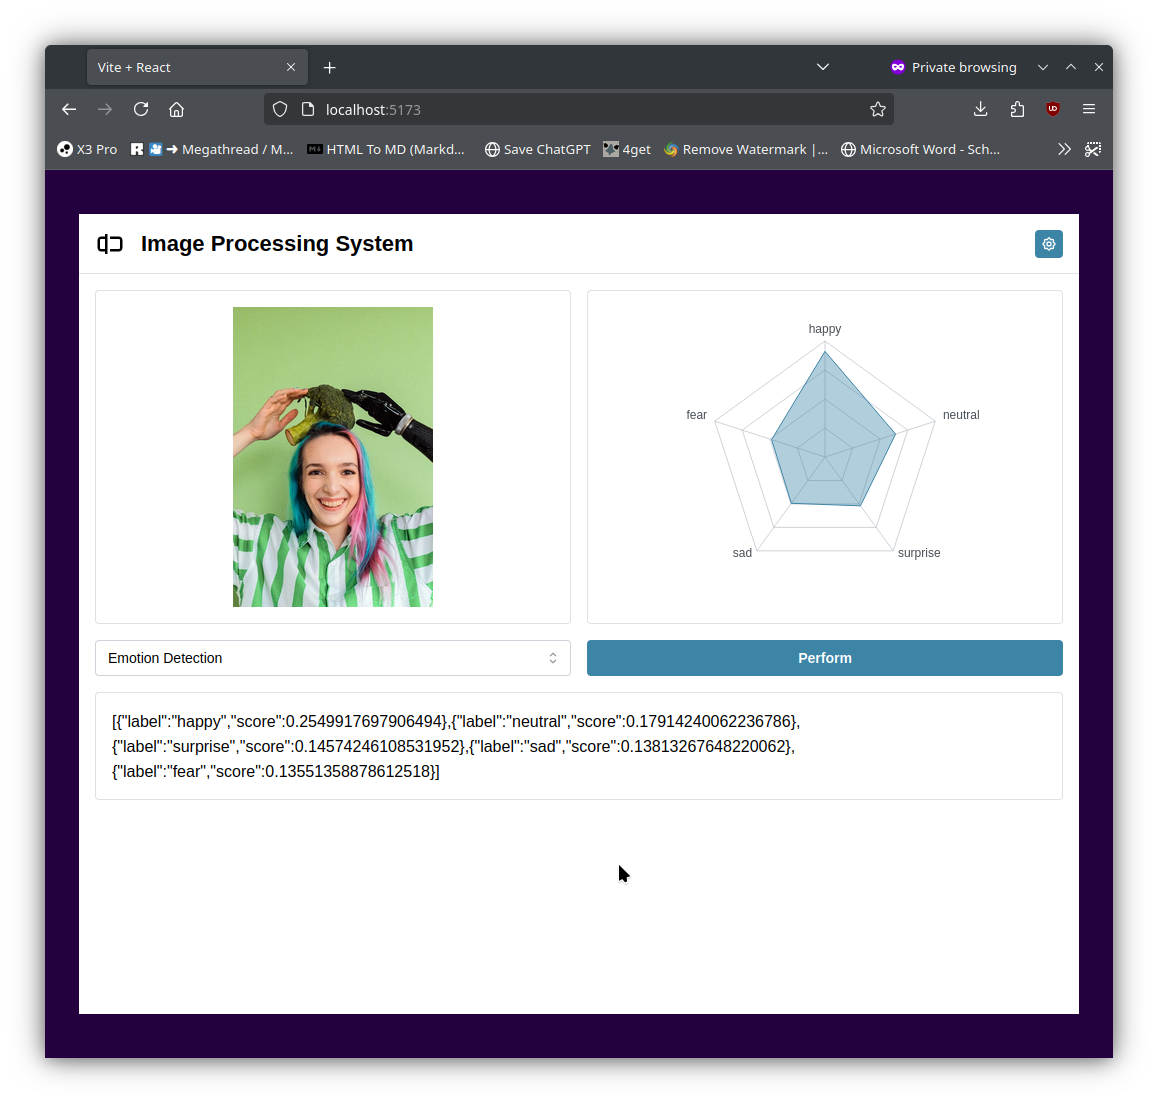 Vite + React
Private browsing
localhost:5173
X3 Pro
➜ Megathread / M...
HTML To MD (Markd...
Save ChatGPT
4get
Remove Watermark |...
Microsoft Word - Sch...
Image Processing System
happy
fear
neutral
sad
surprise
Emotion Detection
Perform
[{"label":"happy","score":0.2549917697906494},{"label":"neutral","score":0.17914240062236786},
{"label":"surprise","score":0.14574246108531952},{"label":"sad","score":0.13813267648220062},
{"label":"fear","score":0.13551358878612518}]